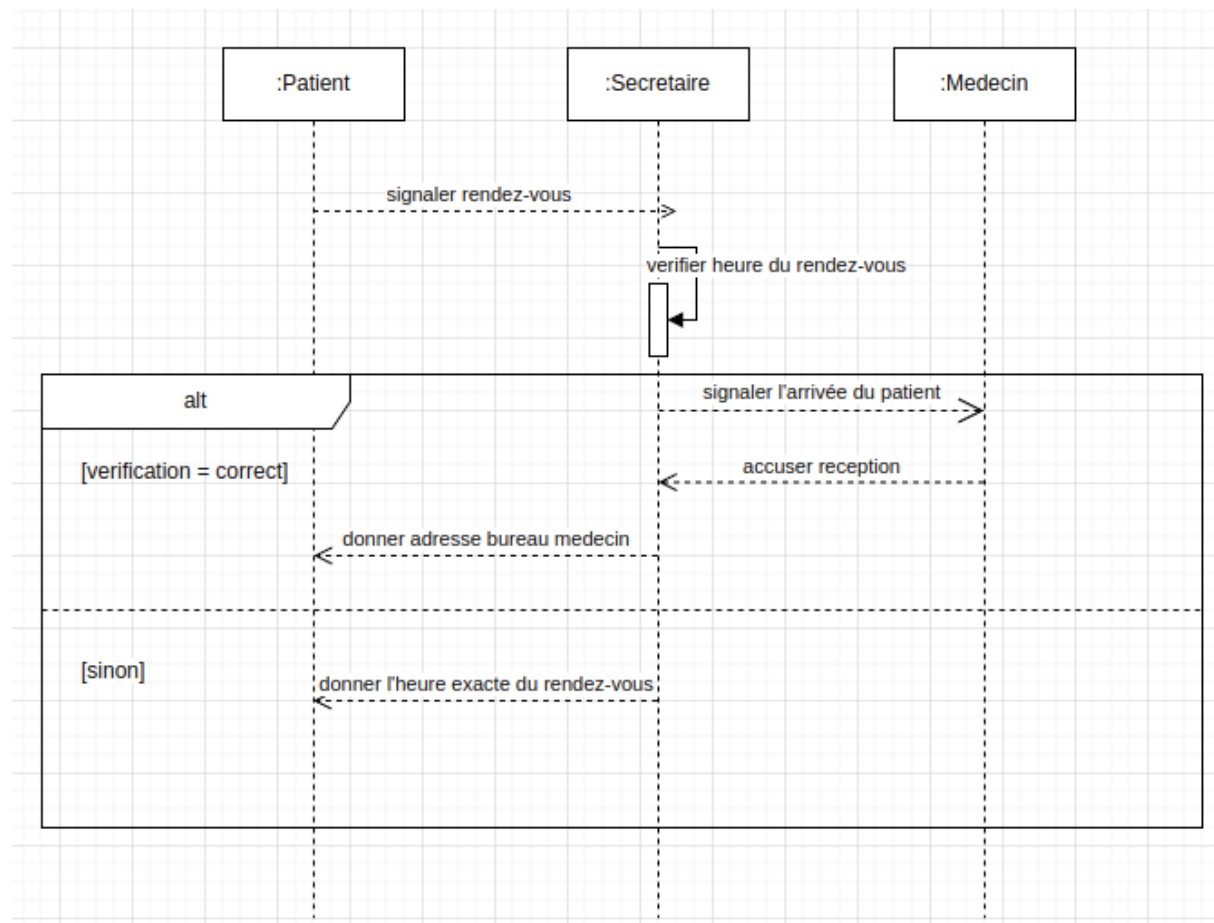 :Patient
:Secretaire
:Medecin
signaler rendez-vous
verifier heure du rendez-vous
alt
signaler l'arrivée du patient
[verification = correct]
accuser reception
donner adresse bureau medecin
[sinon]
donner l'heure exacte du rendez-vous